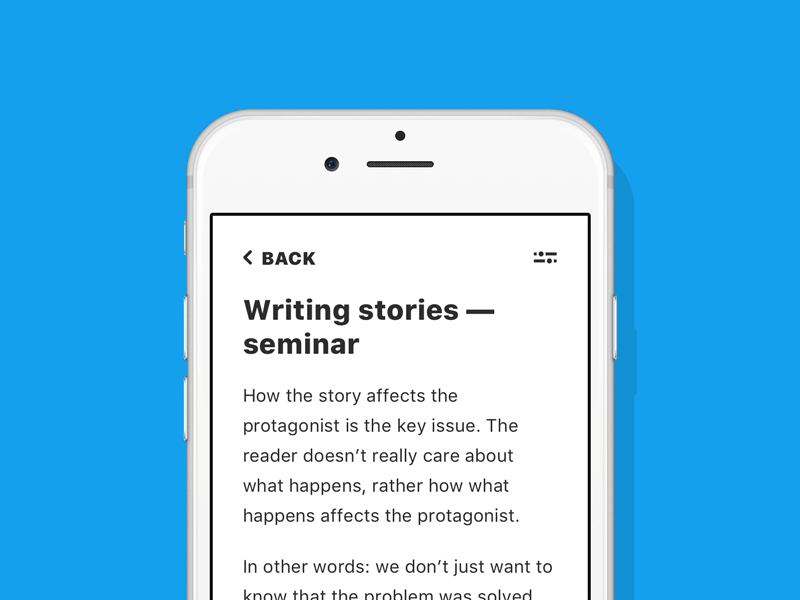 BACK
Writing stories —
seminar
How the story affects the
protagonist is the key issue. The
reader doesn’t really care about
what happens, rather how what
happens affects the protagonist.
In other words: we don’t just want to
know that the problem was solved